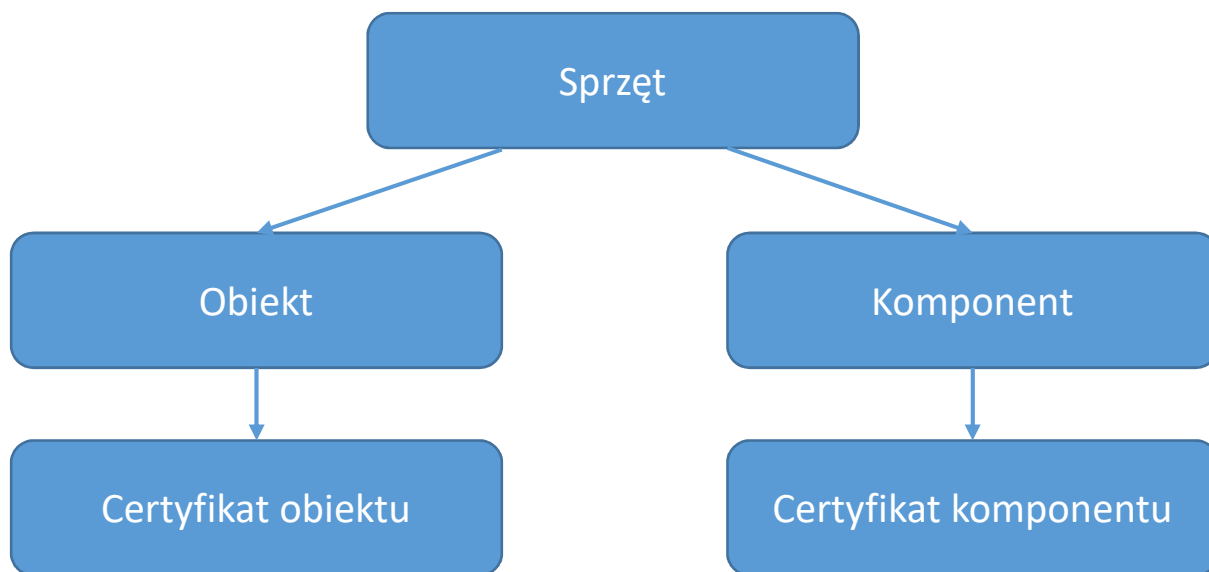 Sprzęt
Obiekt
Komponent
Certyfikat obiektu
Certyfikat komponentu